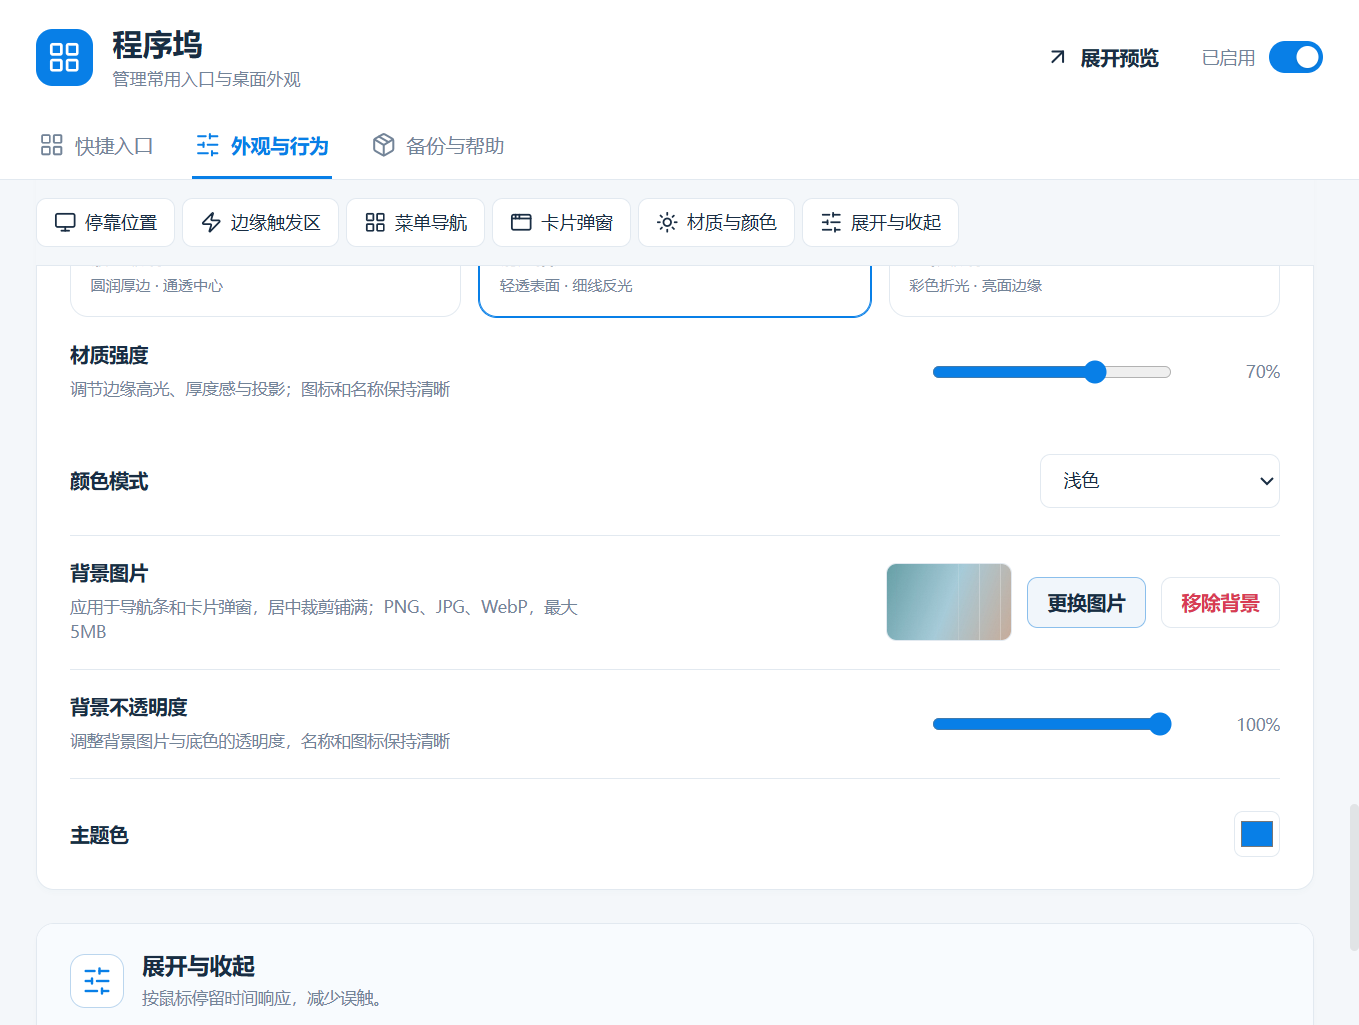 程序坞
管理常用入口与桌面外观
展开预览
已启用
快捷入口
外观与行为
备份与帮助
停靠位置
边缘触发区
菜单导航
卡片弹窗
材质与颜色
展开与收起
圆润厚边 · 通透中心
轻透表面 · 细线反光
彩色折光 · 亮面边缘
材质强度
调节边缘高光、厚度感与投影；图标和名称保持清晰
70%
颜色模式
浅色
背景图片
应用于导航条和卡片弹窗，居中裁剪铺满；PNG、JPG、WebP，最大
5MB
更换图片
移除背景
背景不透明度
调整背景图片与底色的透明度，名称和图标保持清晰
100%
主题色
展开与收起
按鼠标停留时间响应，减少误触。